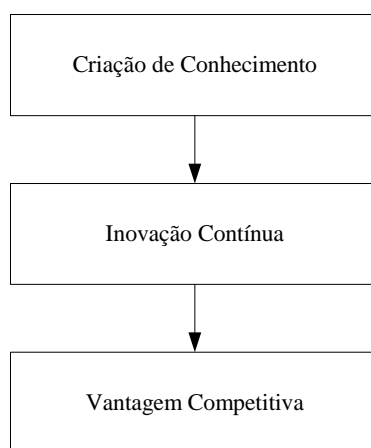 Criação de Conhecimento
Inovação Contínua
Vantagem Competitiva